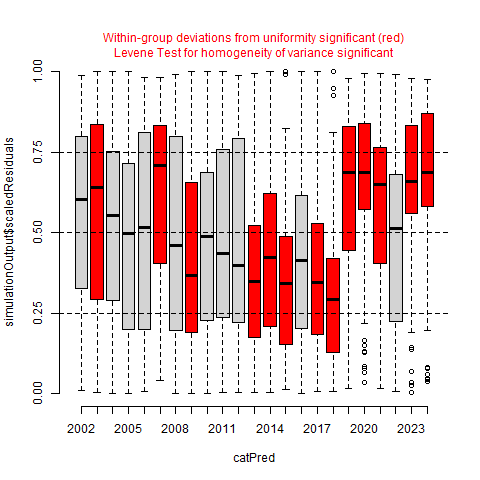 Within-group deviations from uniformity significant (red)
Levene Test for homogeneity of variance significant
simulationOutput$scaledResiduals
1.00
0.75
0.50
0.25
0.00
2002 2005 2008 2011 2014 2017 2020 2023
catPred